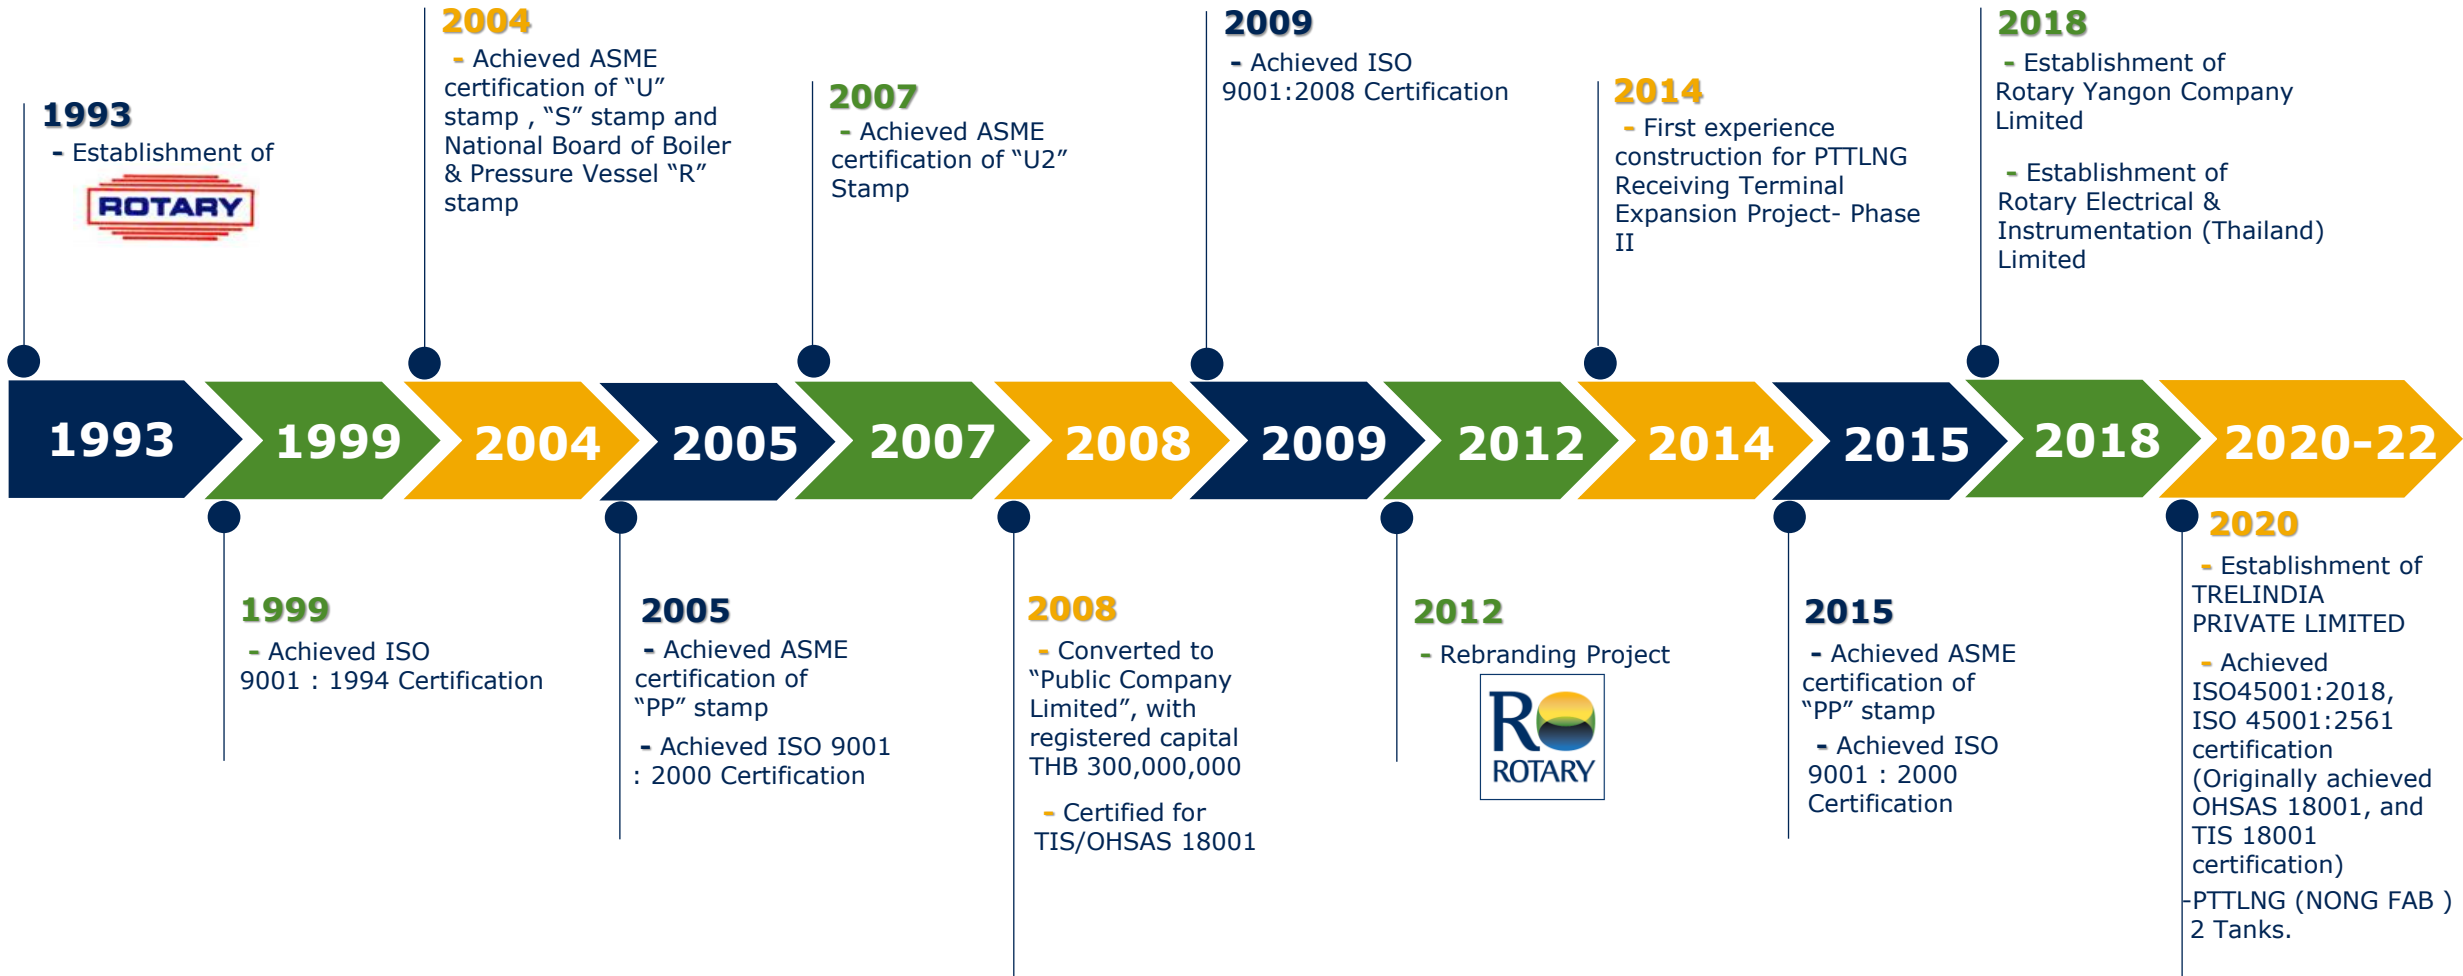 1993
- Establishment of
ROTARY
2004
- Achieved ASME
certification of “U”
stamp , “S” stamp and
National Board of Boiler
& Pressure Vessel “R”
stamp
2007
- Achieved ASME
certification of “U2”
Stamp
2009
- Achieved ISO
9001:2008 Certification
2014
- First experience
construction for PTTLNG
Receiving Terminal
Expansion Project- Phase
II
2018
- Establishment of
Rotary Yangon Company
Limited
- Establishment of
Rotary Electrical &
Instrumentation (Thailand)
Limited
1993
1999
2004
2005
2007
2008
2009
2012
2014
2015
2018
2020-22
1999
- Achieved ISO
9001 : 1994 Certification
2005
- Achieved ASME
certification of
“PP” stamp
- Achieved ISO 9001
: 2000 Certification
2008
- Converted to
“Public Company
Limited”, with
registered capital
THB 300,000,000
- Certified for
TIS/OHSAS 18001
2012
- Rebranding Project
RO
ROTARY
2015
- Achieved ASME
certification of
“PP” stamp
- Achieved ISO
9001 : 2000
Certification
2020
- Establishment of
TRELINDIA
PRIVATE LIMITED
- Achieved
ISO45001:2018,
ISO 45001:2561
certification
(Originally achieved
OHSAS 18001, and
TIS 18001
certification)
-PTTLNG (NONG FAB )
2 Tanks.